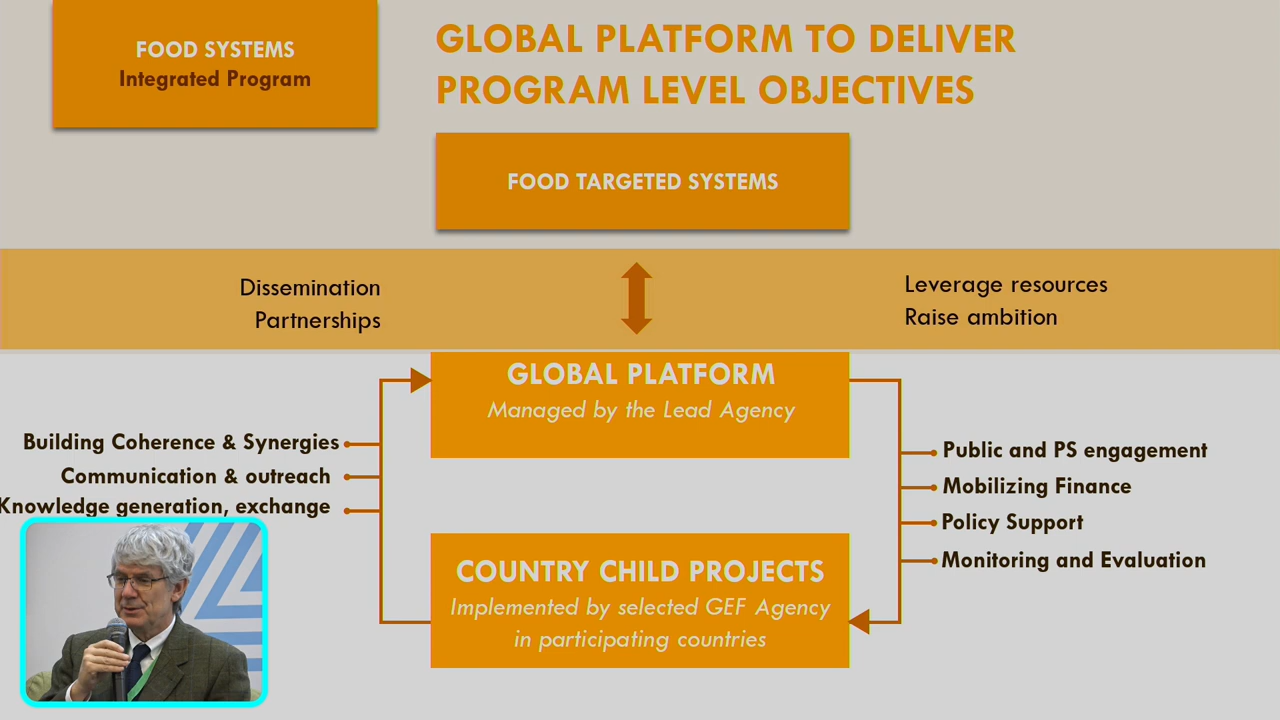 FOOD SYSTEMS
Integrated Program
GLOBAL PLATFORM TO DELIVER
PROGRAM LEVEL OBJECTIVES
FOOD TARGETED SYSTEMS
Dissemination
Partnerships
Leverage resources
Raise ambition
GLOBAL PLATFORM
Managed by the Lead Agency
Building Coherence & Synergies
Communication & outreach
Knowledge generation, exchange
Public and PS engagement
Mobilizing Finance
Policy Support
Monitoring and Evaluation
COUNTRY CHILD PROJECTS
Implemented by selected GEF Agency
in participating countries